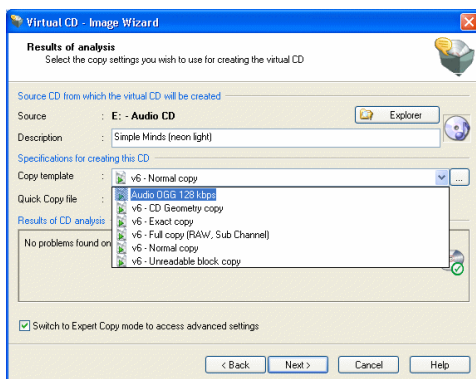 Virtual CD - Image Wizard
Results of analysis
Select the copy settings you wish to use for creating the virtual CD
Source CD from which the virtual CD will be created
Source : E: - Audio CD
Explorer
Description : Simple Minds (neon light)
Specifications for creating this CD
Copy template : v6 - Normal copy
...
Quick Copy file
Audio OGG 128 kbps
v6 - CD Geometry copy
v6 - Exact copy
v6 - Full copy (RAW, Sub Channel)
v6 - Normal copy
v6 - Unreadable block copy
Results of CD analysis
No problems found on
Switch to Expert Copy mode to access advanced settings
< Back Next > Cancel Help